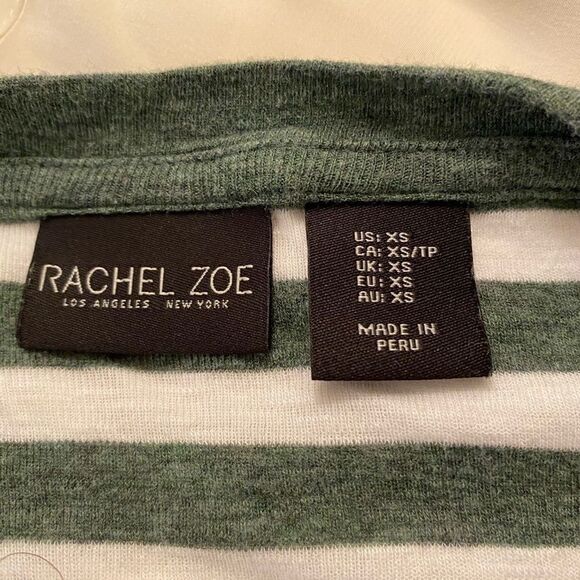 RACHEL ZOE
LOS ANGELES NEW YORK
US: XS
CA: XS/TP
UK: XS
EU: XS
AU: XS
MADE IN
PERU